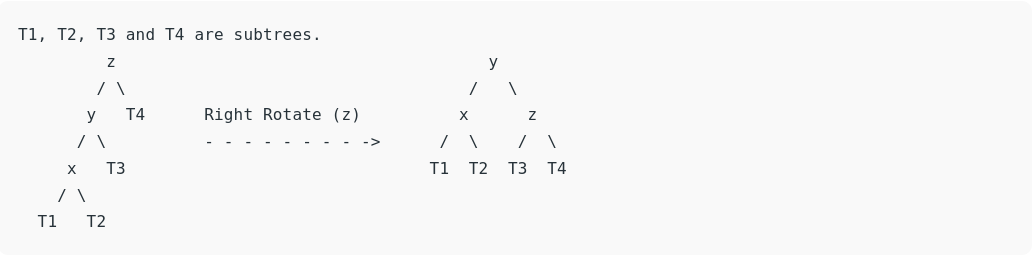 T1, T2, T3 and T4 are subtrees.
         z                                      y
        / \                                   /   \
       y   T4      Right Rotate (z)          x      z
      / \          - - - - - - - - ->      /  \    /  \
     x   T3                               T1  T2  T3  T4
    / \
  T1   T2